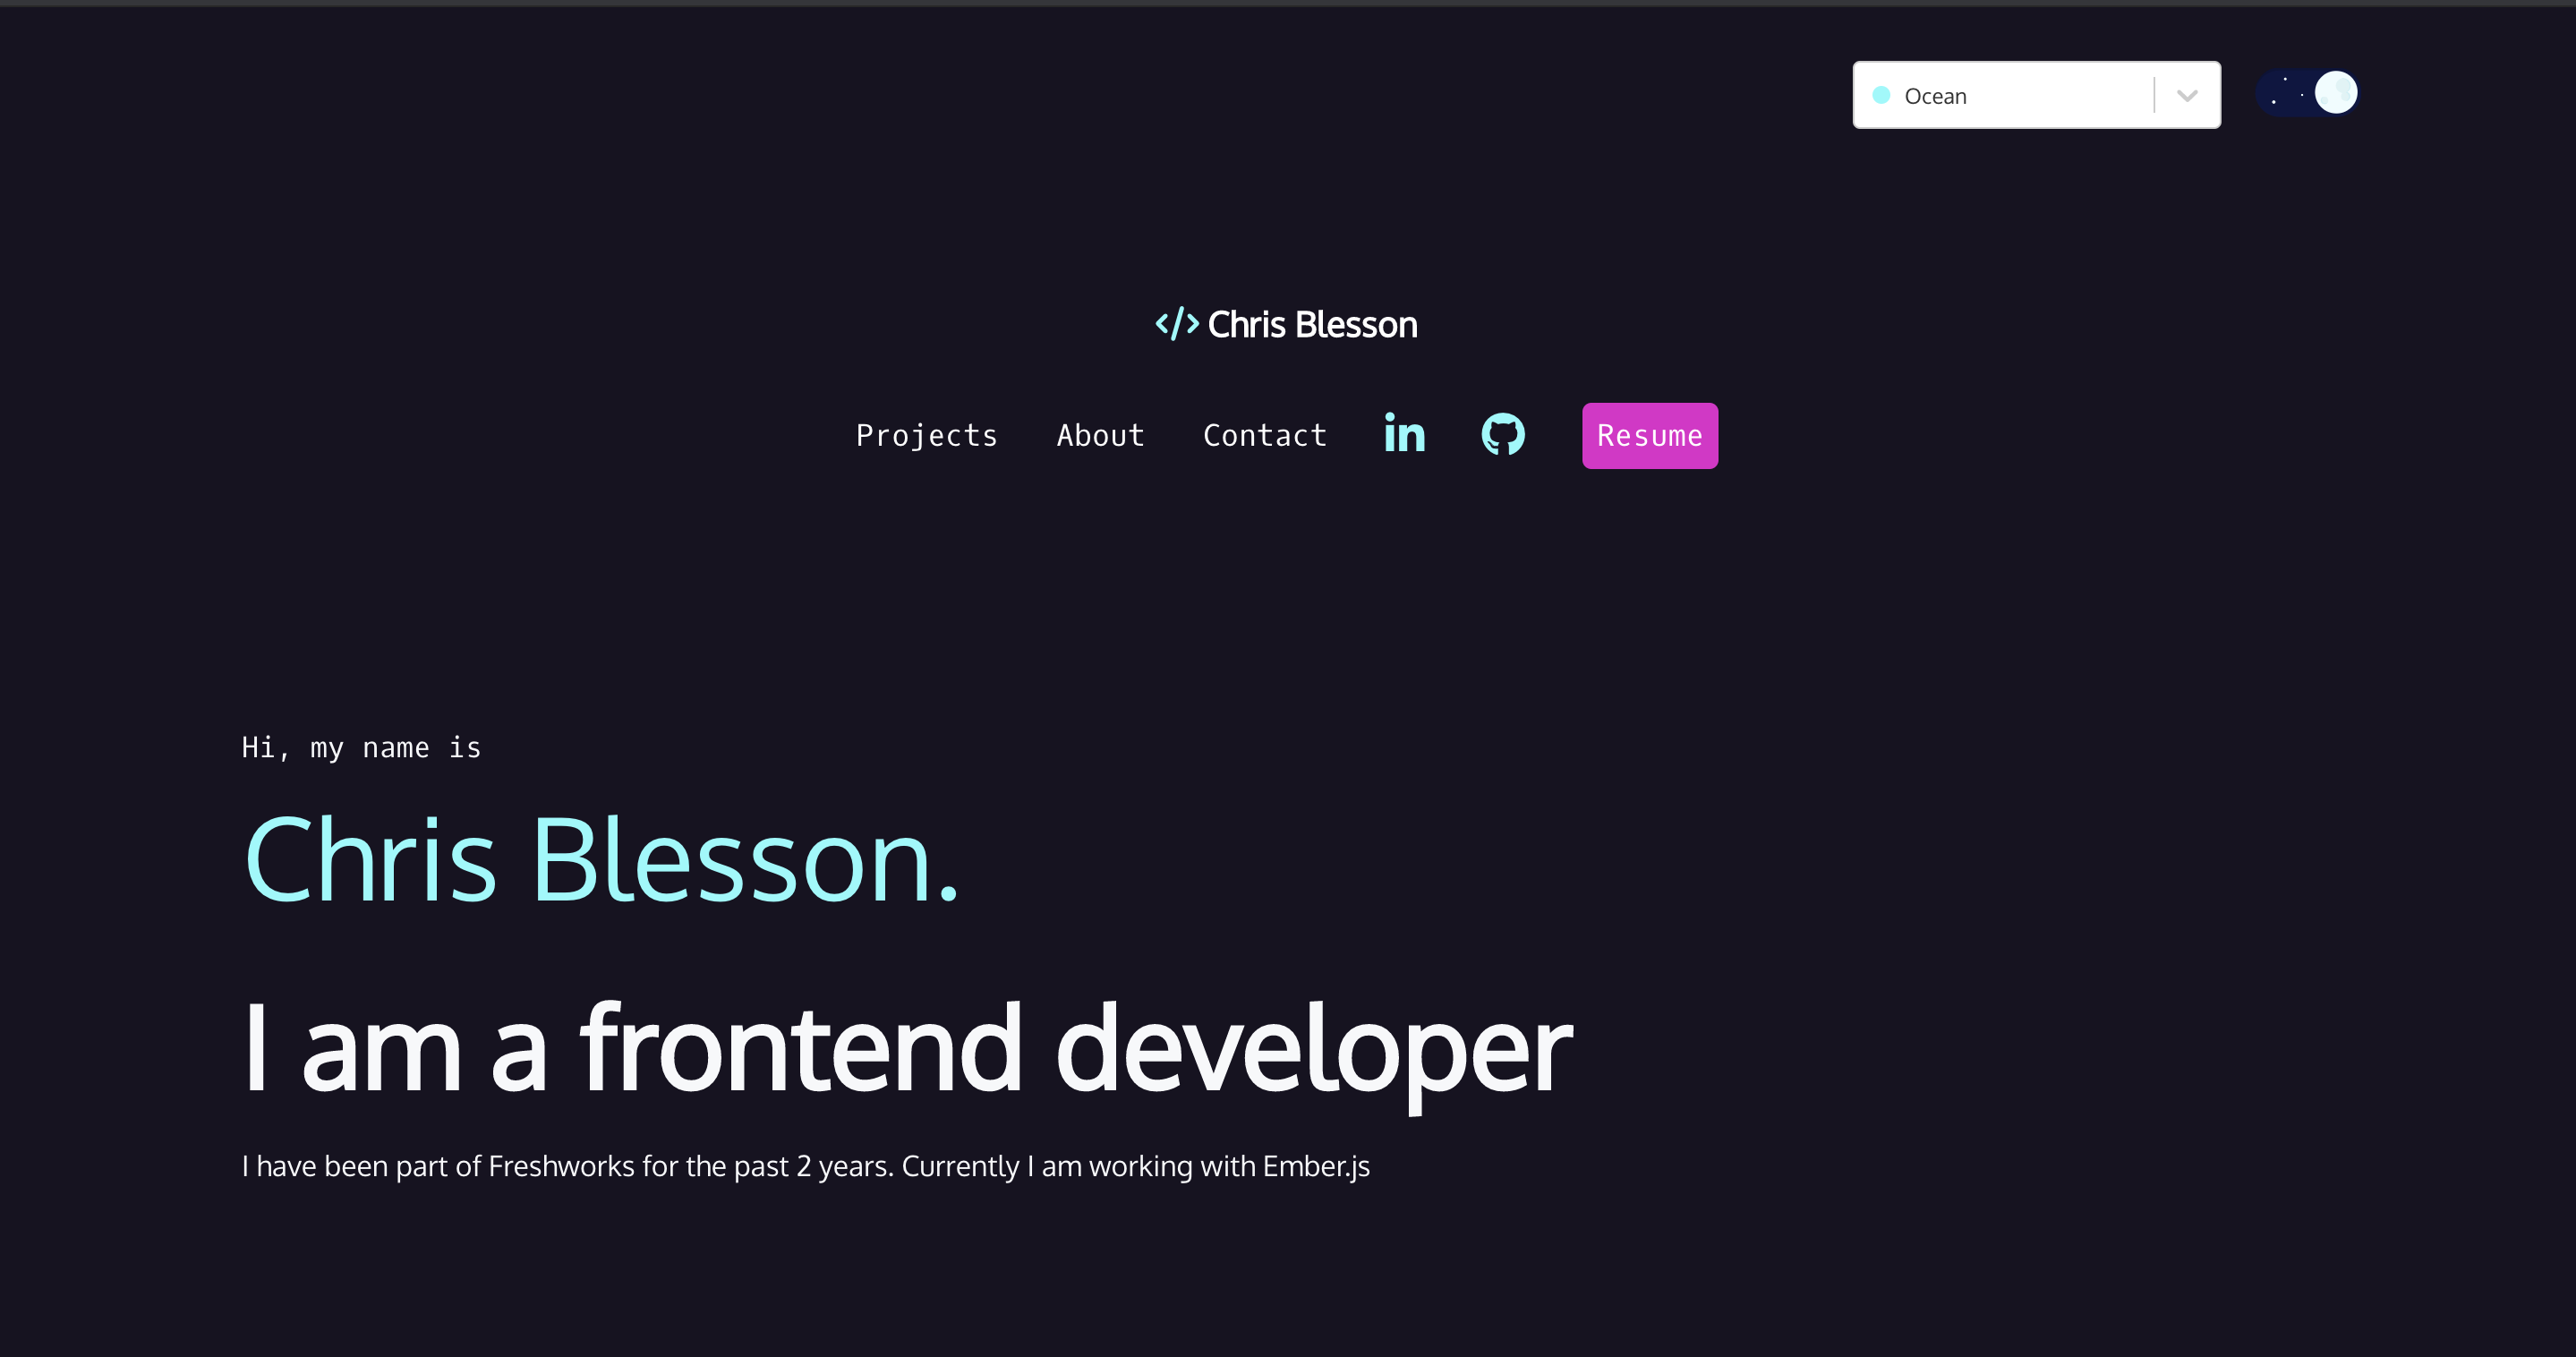 Ocean
</> Chris Blesson
Projects About Contact in Resume
Hi, my name is
Chris Blesson.
I am a frontend developer
I have been part of Freshworks for the past 2 years. Currently I am working with Ember.js